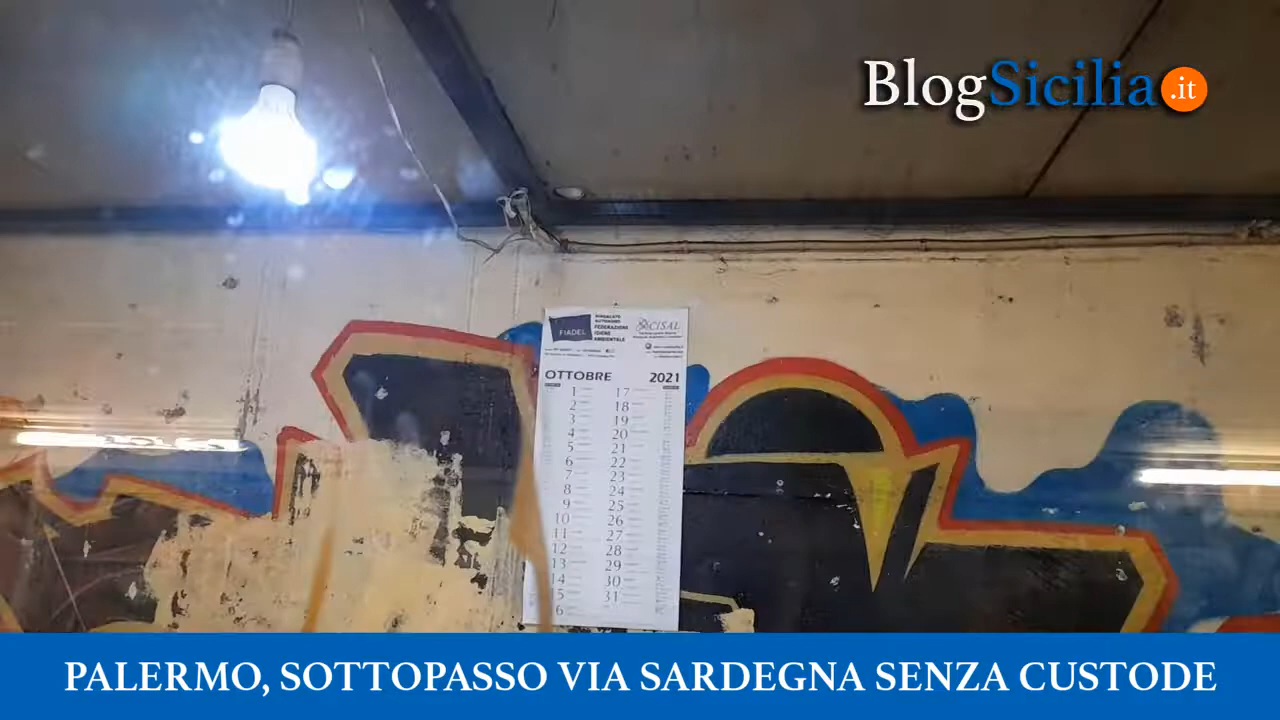 BlogSicilia.it
FIADEL
SINDACATO
AUTONOMO
FEDERAZIONE
IGIENE
AMBIENTALE
CISAL
OTTOBRE 2021
1 17
2 18
3 19
4 20
5 21
6 22
7 23
8 24
9 25
10 26
11 27
12 28
13 29
14 30
15 31
PALERMO, SOTTOPASSO VIA SARDEGNA SENZA CUSTODE